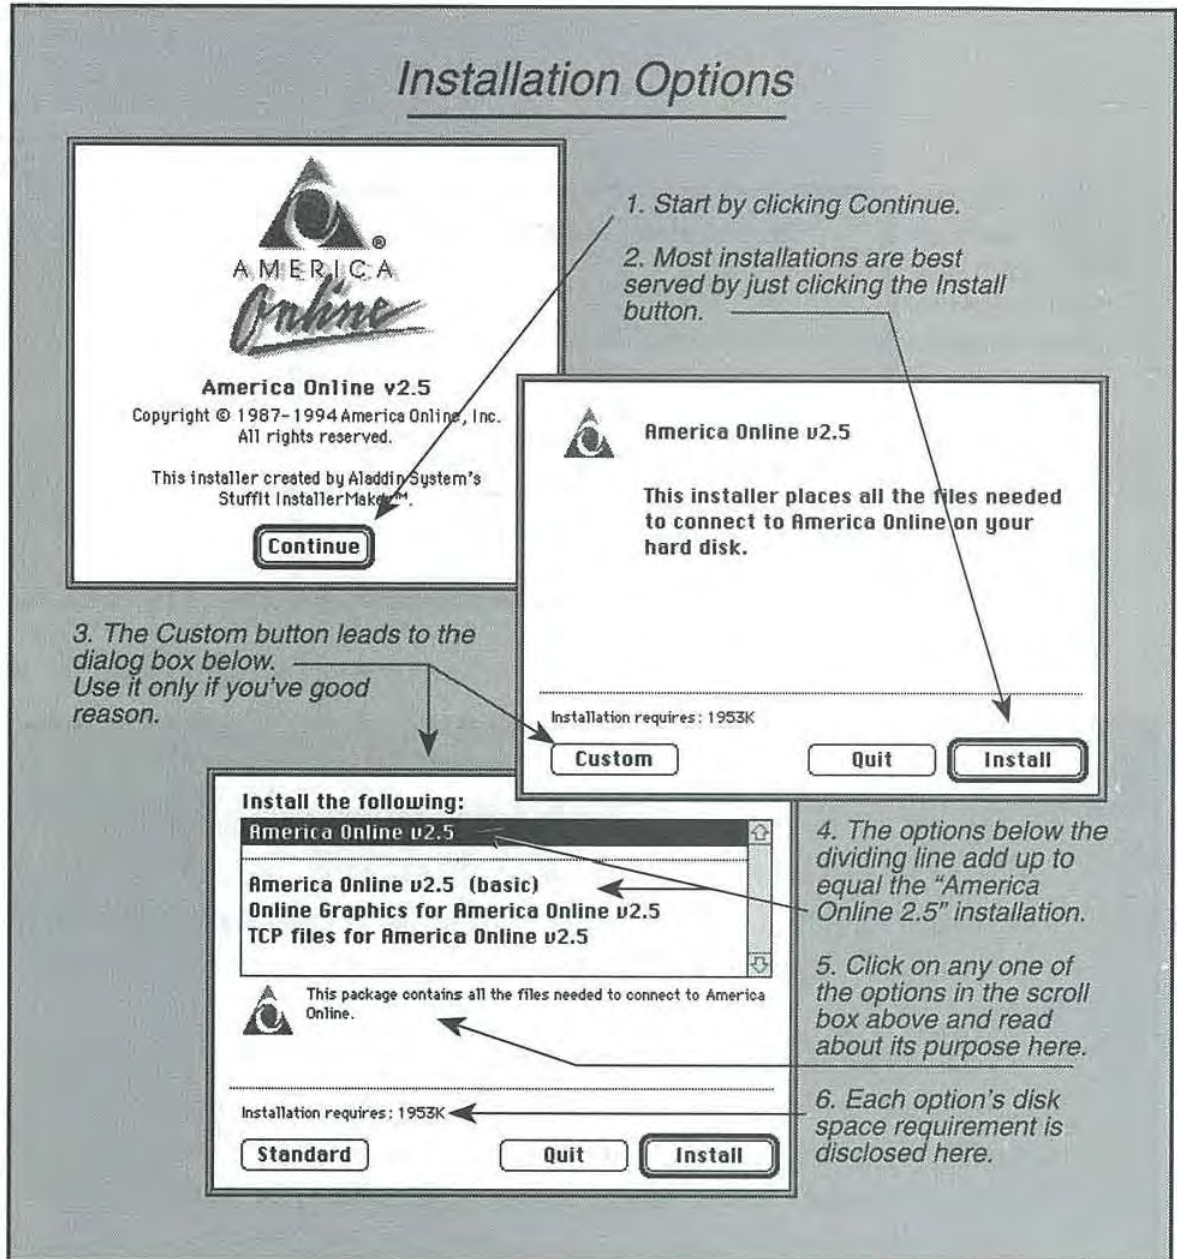 Installation Options
AMERICA
Online
®
America Online v2.5
Copyright © 1987-1994 America Online, Inc.
All rights reserved.
This installer created by Aladdin System's
StuffIt InstallerMaker™.
Continue
1. Start by clicking Continue.
2. Most installations are best
served by just clicking the Install
button.
America Online v2.5
This installer places all the files needed
to connect to America Online on your
hard disk.
Installation requires: 1953K
Custom
Quit
Install
3. The Custom button leads to the
dialog box below.
Use it only if you've good
reason.
Install the following:
America Online v2.5
America Online v2.5 (basic)
Online Graphics for America Online v2.5
TCP files for America Online v2.5
This package contains all the files needed to connect to America
Online.
Installation requires: 1953K
Standard
Quit
Install
4. The options below the
dividing line add up to
equal the “America
Online 2.5” installation.
5. Click on any one of
the options in the scroll
box above and read
about its purpose here.
6. Each option's disk
space requirement is
disclosed here.